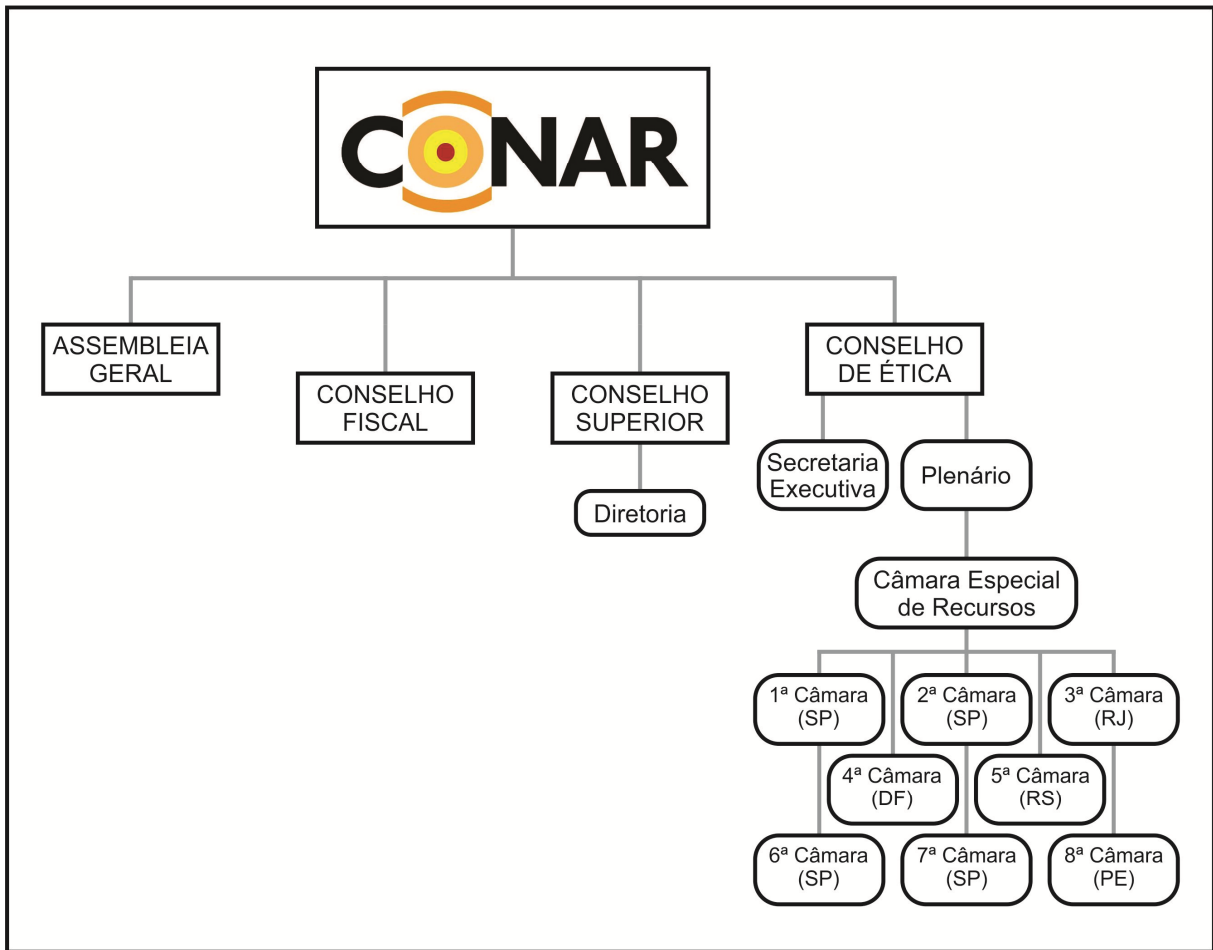 CONAR
ASSEMBLEIA
GERAL
CONSELHO
FISCAL
CONSELHO
SUPERIOR
CONSELHO
DE ÉTICA
Diretoria
Secretaria
Executiva
Plenário
Câmara Especial
de Recursos
1ª Câmara
(SP)
2ª Câmara
(SP)
3ª Câmara
(RJ)
4ª Câmara
(DF)
5ª Câmara
(RS)
6ª Câmara
(SP)
7ª Câmara
(SP)
8ª Câmara
(PE)